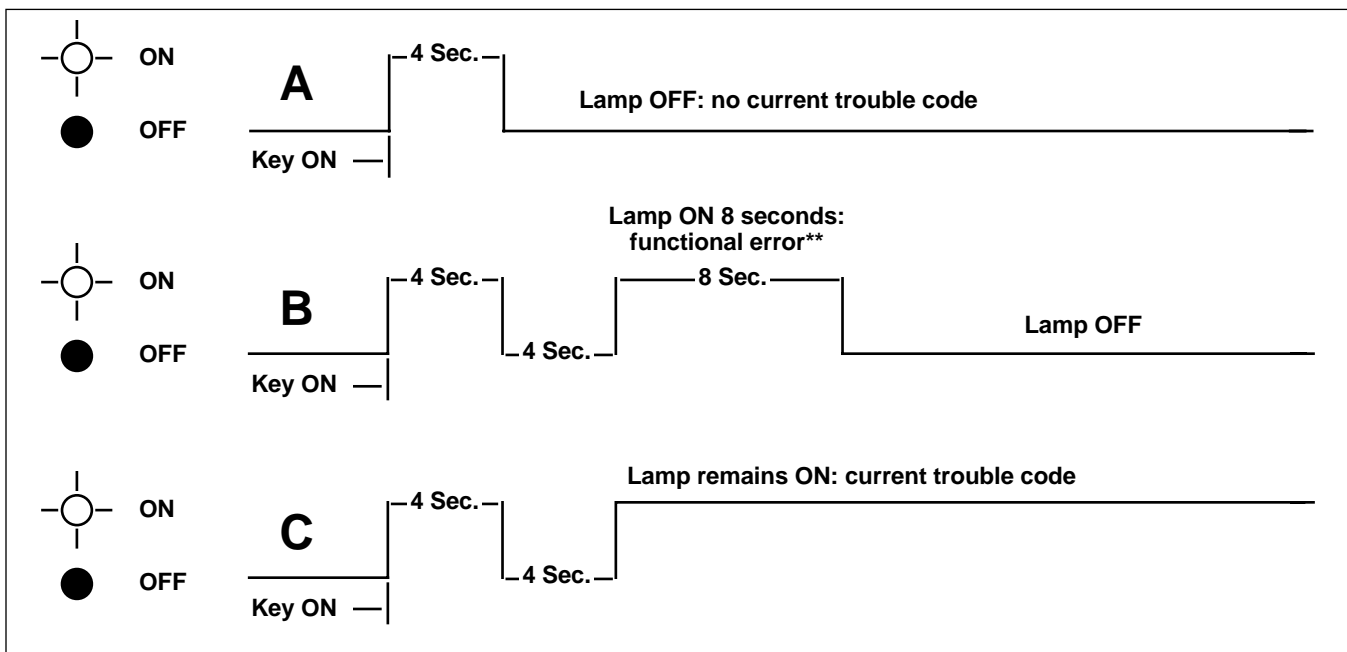 ON
4 Sec.
A
Lamp OFF: no current trouble code
OFF
Key ON
Lamp ON 8 seconds:
functional error**
ON
4 Sec.
8 Sec.
B
Lamp OFF
OFF
4 Sec.
Key ON
Lamp remains ON: current trouble code
ON
4 Sec.
C
OFF
4 Sec.
Key ON